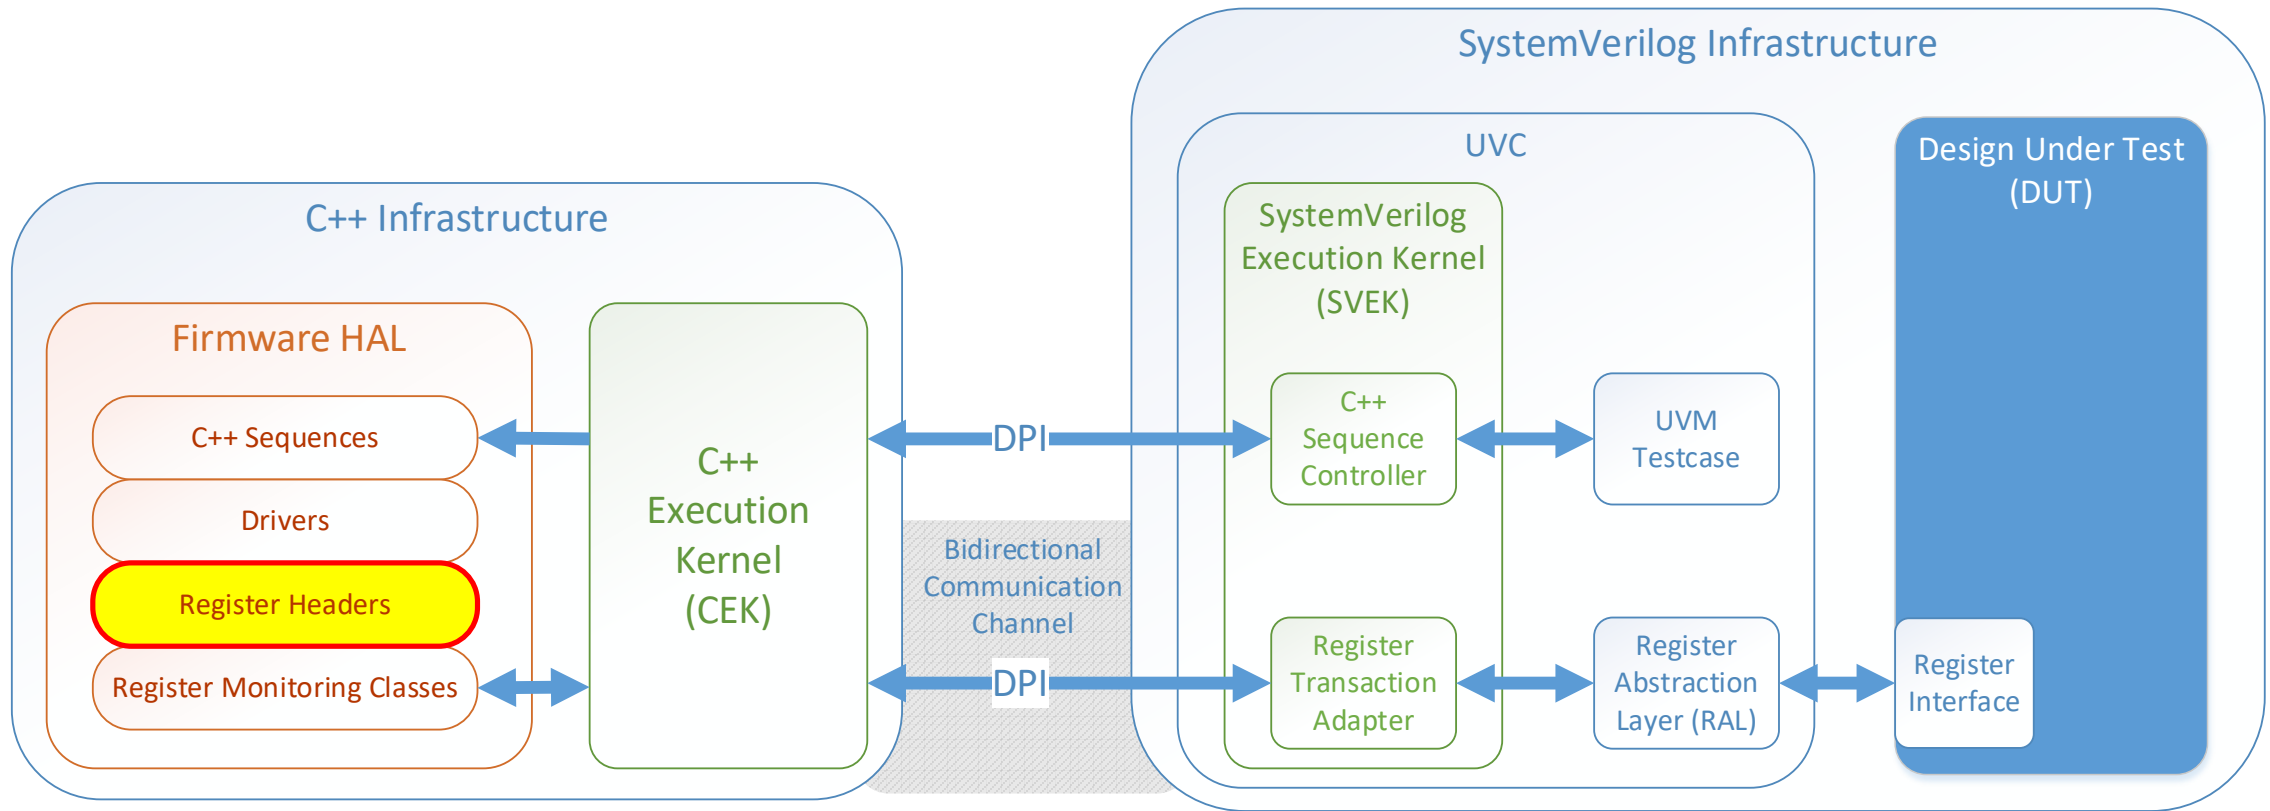 SystemVerilog Infrastructure
UVC
Design Under Test
(DUT)
C++ Infrastructure
SystemVerilog
Execution Kernel
(SVEK)
Firmware HAL
C++ Sequences
Drivers
Register Headers
Register Monitoring Classes
C++
Execution
Kernel
(CEK)
DPI
Bidirectional
Communication
Channel
DPI
C++
Sequence
Controller
UVM
Testcase
Register
Transaction
Adapter
Register
Abstraction
Layer (RAL)
Register
Interface